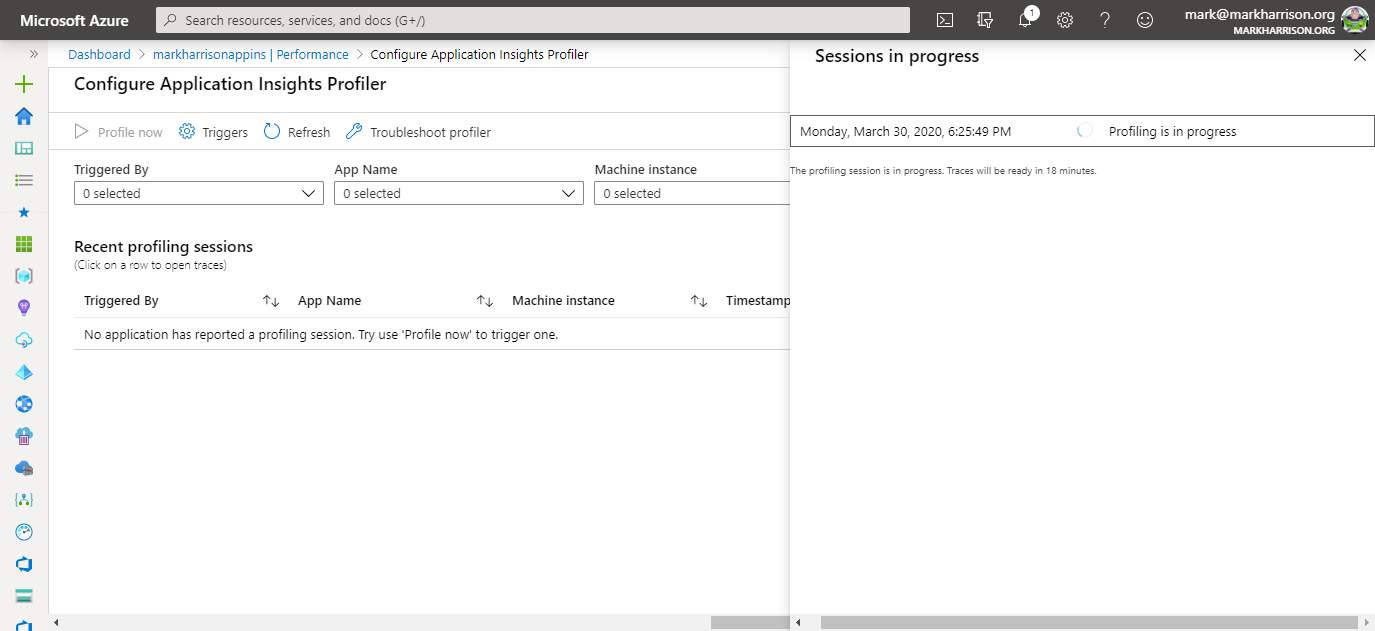 Microsoft Azure
Search resources, services, and docs (G+/)
1
mark@markharrison.org
MARKHARRISON.ORG
Dashboard > markharrisonappins | Performance > Configure Application Insights Profiler
Configure Application Insights Profiler
Profile now Triggers Refresh Troubleshoot profiler
Triggered By App Name Machine instance
0 selected 0 selected 0 selected
Recent profiling sessions
(Click on a row to open traces)
Triggered By App Name Machine instance Timestamp
No application has reported a profiling session. Try use 'Profile now' to trigger one.
Sessions in progress
Monday, March 30, 2020, 6:25:49 PM Profiling is in progress
The profiling session is in progress. Traces will be ready in 18 minutes.